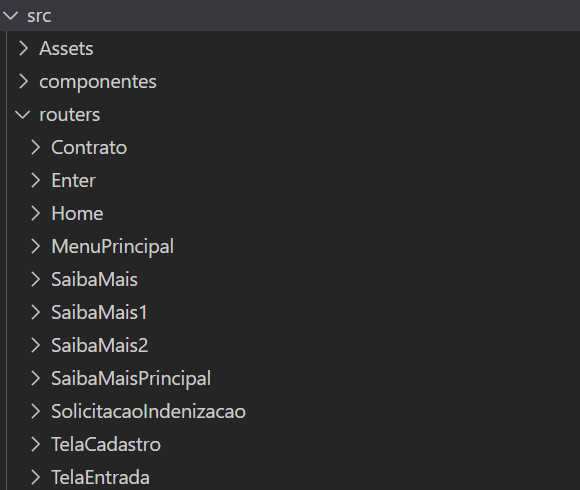 src
Assets
componentes
routers
Contrato
Enter
Home
MenuPrincipal
SaibaMais
SaibaMais1
SaibaMais2
SaibaMaisPrincipal
SolicitacaoIndenizacao
TelaCadastro
TelaEntrada